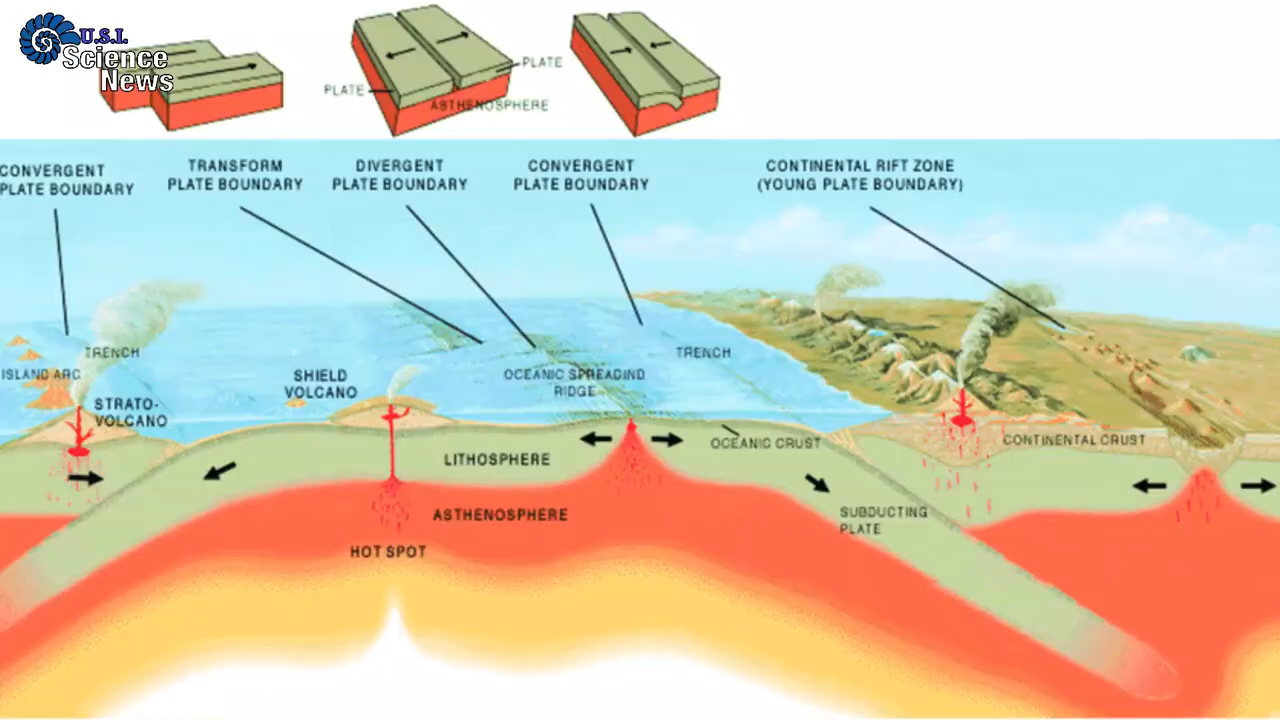 U.S.I.
Science
News
PLATE
PLATE
ASTHENOSPHERE
CONVERGENT
PLATE BOUNDARY
TRANSFORM
PLATE BOUNDARY
DIVERGENT
PLATE BOUNDARY
CONVERGENT
PLATE BOUNDARY
CONTINENTAL RIFT ZONE
(YOUNG PLATE BOUNDARY)
TRENCH
ISLAND ARC
STRATO-
VOLCANO
SHIELD
VOLCANO
OCEANIC SPREADING
RIDGE
TRENCH
OCEANIC CRUST
CONTINENTAL CRUST
LITHOSPHERE
ASTHENOSPHERE
SUBDUCTING
PLATE
HOT SPOT